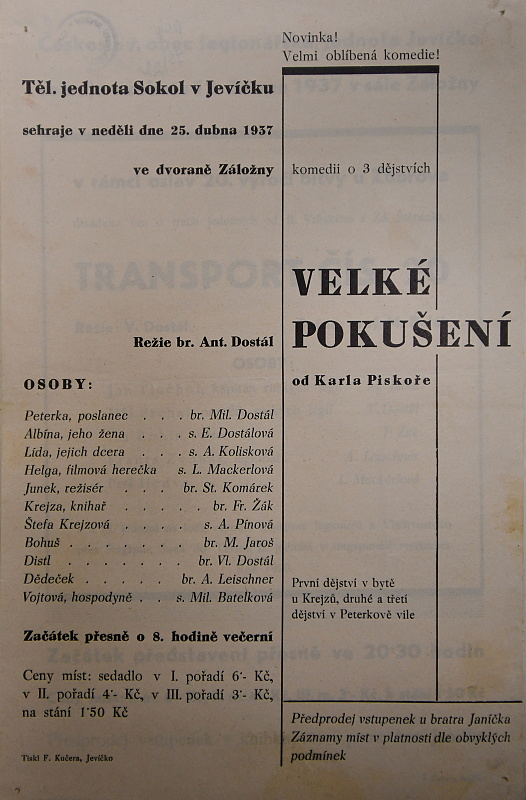 Novinka!
Velmi oblíbená komedie!
Těl. jednota Sokol v Jevíčku
sehraje v neděli dne 25. dubna 1937
ve dvoraně Záložny
komedii o 3 dějstvích
VELKÉ
POKUŠENÍ
Režie br. Ant. Dostál
od Karla Piskoře
OSOBY:
Peterka, poslanec . . . br. Mil. Dostál
Albína, jeho žena . . . s. E. Dostálová
Lída, jejich dcera . . . s. A. Kolisková
Helga, filmová herečka s. L. Mackerlová
Junek, režisér . . . br. St. Komárek
Krejza, knihař . . . . . br. Fr. Žák
Štefa Krejzová . . . . s. A. Pínová
Bohuš . . . . . . . br. M. Jaroš
Distl . . . . . . . br. Vl. Dostál
Dědeček . . . . . br. A. Leischner
Vojtová, hospodyně . . s. Mil. Batelková
První dějství v bytě
u Krejzů, druhé a třetí
dějství v Peterkově vile
Začátek přesně o 8. hodině večerní
Ceny míst: sedadlo v I. pořadí 6·- Kč,
v II. pořadí 4·- Kč, v III. pořadí 3·- Kč,
na stání 1·50 Kč
Předprodej vstupenek u bratra Janíčka
Záznamy míst v platnosti dle obvyklých
podmínek
Tiskl F. Kučera, Jevíčko